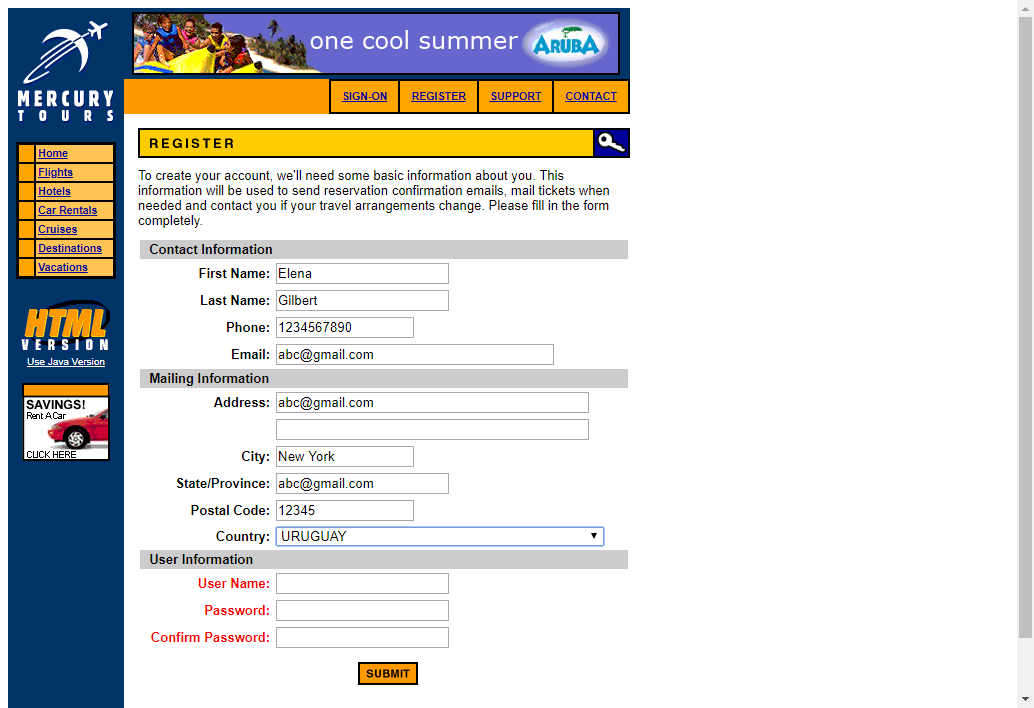 one cool summer ARUBA
MERCURY
TOURS
SIGN-ON REGISTER SUPPORT CONTACT
Home
Flights
Hotels
Car Rentals
Cruises
Destinations
Vacations
HTML
VERSION
Use Java Version
SAVINGS!
Rent A Car
CLICK HERE
REGISTER
To create your account, we'll need some basic information about you. This
information will be used to send reservation confirmation emails, mail tickets when
needed and contact you if your travel arrangements change. Please fill in the form
completely.
Contact Information
First Name: Elena
Last Name: Gilbert
Phone: 1234567890
Email: abc@gmail.com
Mailing Information
Address: abc@gmail.com
City: New York
State/Province: abc@gmail.com
Postal Code: 12345
Country: URUGUAY
User Information
User Name:
Password:
Confirm Password:
SUBMIT